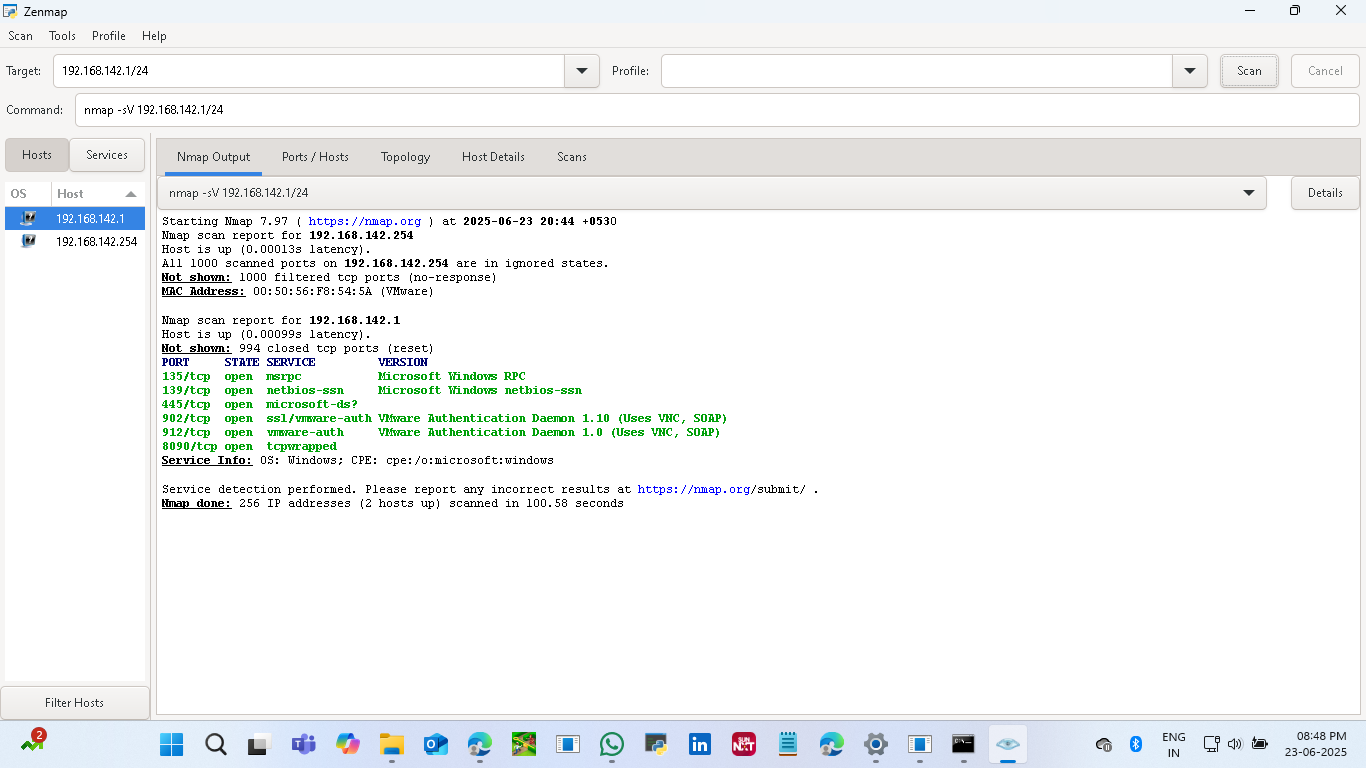 Zenmap
Scan Tools Profile Help
Target: 192.168.142.1/24 Profile: Scan Cancel
Command: nmap -sV 192.168.142.1/24
Hosts Services
OS Host
192.168.142.1
192.168.142.254
Filter Hosts
Nmap Output Ports / Hosts Topology Host Details Scans
nmap -sV 192.168.142.1/24 Details
Starting Nmap 7.97 ( https://nmap.org ) at 2025-06-23 20:44 +0530
Nmap scan report for 192.168.142.254
Host is up (0.00013s latency).
All 1000 scanned ports on 192.168.142.254 are in ignored states.
Not shown: 1000 filtered tcp ports (no-response)
MAC Address: 00:50:56:F8:54:5A (VMware)
Nmap scan report for 192.168.142.1
Host is up (0.00099s latency).
Not shown: 994 closed tcp ports (reset)
PORT STATE SERVICE VERSION
135/tcp open msrpc Microsoft Windows RPC
139/tcp open netbios-ssn Microsoft Windows netbios-ssn
445/tcp open microsoft-ds?
902/tcp open ssl/vmware-auth VMware Authentication Daemon 1.10 (Uses VNC, SOAP)
912/tcp open vmware-auth VMware Authentication Daemon 1.0 (Uses VNC, SOAP)
8090/tcp open tcpwrapped
Service Info: OS: Windows; CPE: cpe:/o:microsoft:windows
Service detection performed. Please report any incorrect results at https://nmap.org/submit/ .
Nmap done: 256 IP addresses (2 hosts up) scanned in 100.58 seconds
2
SUN
NXT
ENG
IN
08:48 PM
23-06-2025